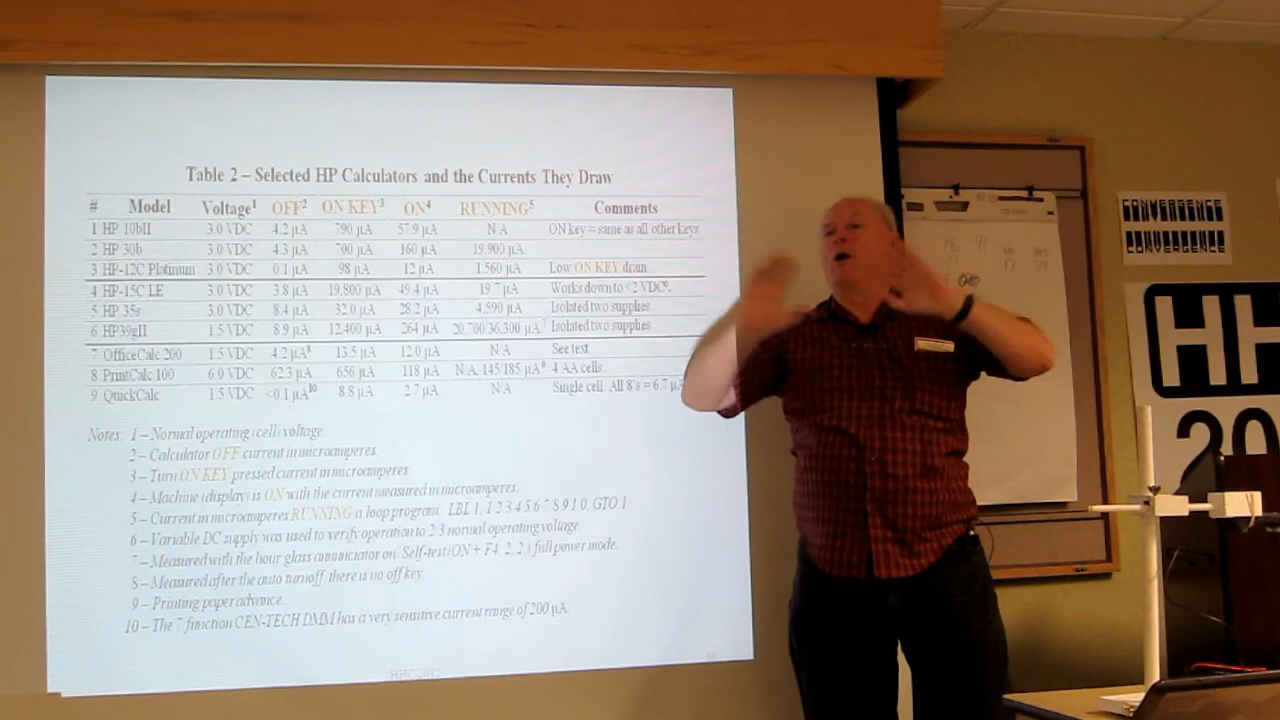 Table 2 – Selected HP Calculators and the Currents They Draw
# Model Voltage1 OFF2 ON KEY3 ON4 RUNNING5 Comments
1 HP 10bII 3.0 VDC 4.2 µA 790 µA 57.9 µA N/A ON key = same as all other keys
2 HP 30b 3.0 VDC 4.3 µA 700 µA 160 µA 19,900 µA
3 HP-12C Platinum 3.0 VDC 0.1 µA 98 µA 12 µA 1,560 µA Low ON KEY drain
4 HP-15C LE 3.0 VDC 3.8 µA 19,800 µA 49.4 µA 19.7 µA Works down to <2 VDC6.
5 HP 35s 3.0 VDC 8.4 µA 32.0 µA 28.2 µA 4,590 µA Isolated two supplies
6 HP39gII 1.5 VDC 8.9 µA 12,400 µA 264 µA 20,700/36,300 µA7 Isolated two supplies
7 OfficeCalc 200 1.5 VDC 4.2 µA8 13.5 µA 12.0 µA N/A See text
8 PrintCalc 100 6.0 VDC 62.3 µA 656 µA 118 µA N/A, 145/185 µA9 4 AA cells
9 QuickCalc 1.5 VDC <0.1 µA10 8.8 µA 2.7 µA N/A Single cell. All 8's = 6.7 µA
Notes: 1 – Normal operating (cell) voltage.
2 – Calculator OFF current in microamperes.
3 – Turn ON KEY pressed current in microamperes.
4 – Machine (display) is ON with the current measured in microamperes.
5 – Current in microamperes RUNNING a loop program: LBL 1, 1 2 3 4 5 6 7 8 9 1 0, GTO 1
6 – Variable DC supply was used to verify operation to 2/3 normal operating voltage.
7 – Measured with the hour glass annunciator on/ Self-test (ON + F4, 2, 2,) full power mode.
8 – Measured after the auto turnoff, there is no off key
9 – Printing/paper advance.
10 – The 7 function CEN-TECH DMM has a very sensitive current range of 200 µA.
HHC 2012
16
CONVERGENCE
CONVERGENCE
HH
20